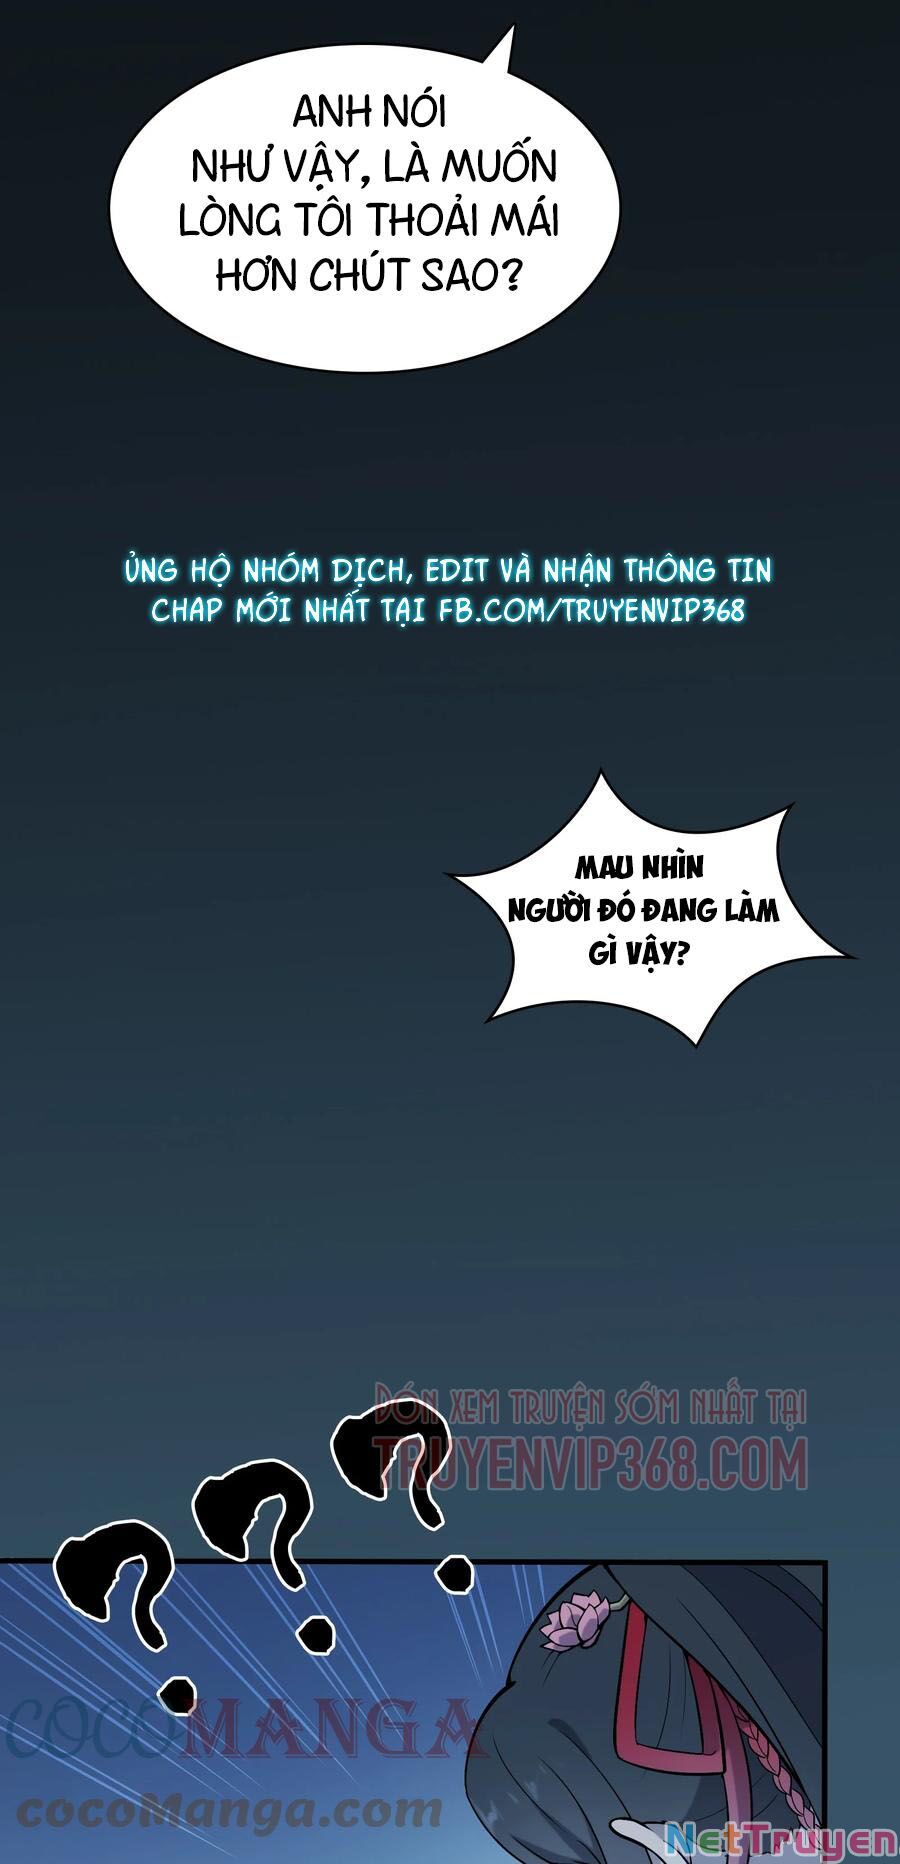 ANH NÓI
NHƯ VẬY, LÀ MUỐN
LÒNG TÔI THOẢI MÁI
HƠN CHÚT SAO?
ỦNG HỘ NHÓM DỊCH, EDIT VÀ NHẬN THÔNG TIN
CHAP MỚI NHẤT TẠI FB.COM/TRUYENVIP368
MAU NHÌN
NGƯỜI ĐÓ ĐANG LÀM
GÌ VẬY?
ĐÓN XEM TRUYỆN SỚM NHẤT TẠI
TRUYENVIP368.COM
? ? ?
COCOMANGA
cocoManga.com
NetTruyen